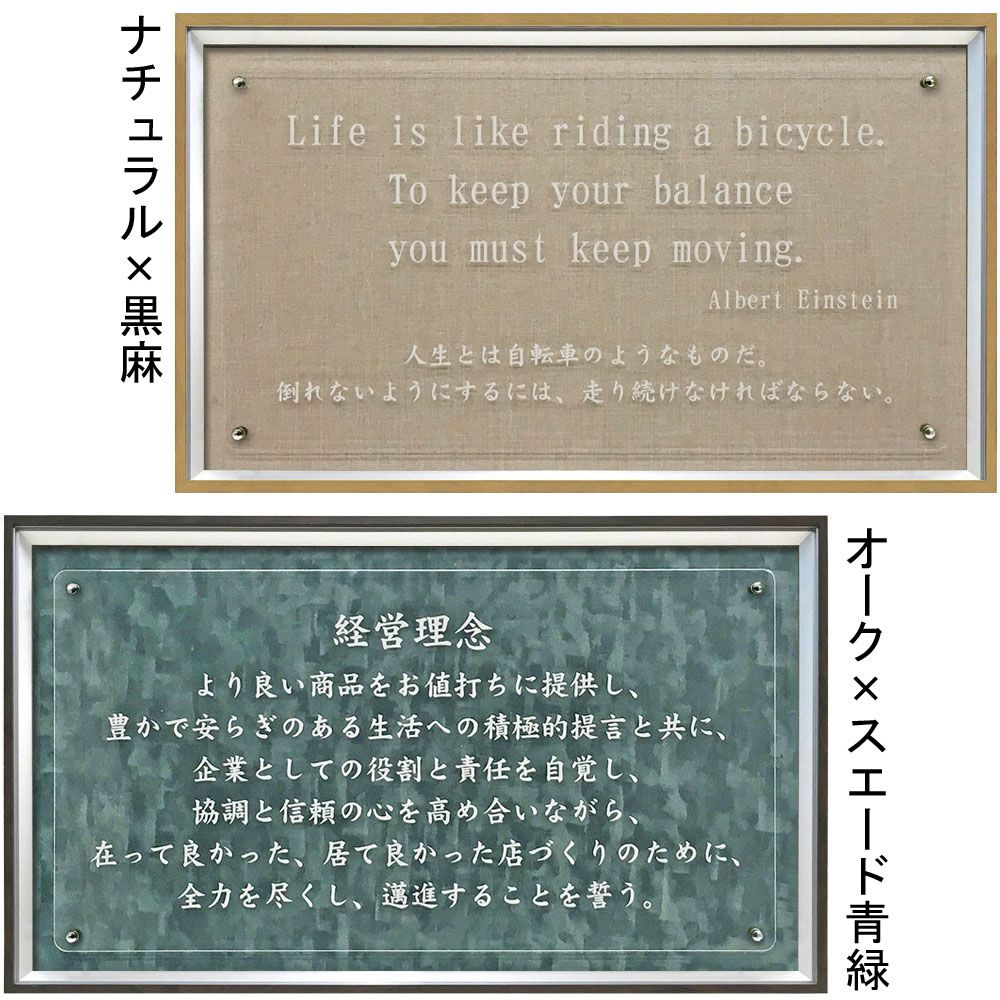 ナチュラル×黒麻
Life is like riding a bicycle.
To keep your balance
you must keep moving.
Albert Einstein
人生とは自転車のようなものだ。
倒れないようにするには、走り続けなければならない。
オーク×スエード青緑
経営理念
より良い商品をお値打ちに提供し、
豊かで安らぎのある生活への積極的提言と共に、
企業としての役割と責任を自覚し、
協調と信頼の心を高め合いながら、
在って良かった、居て良かった店づくりのために、
全力を尽くし、邁進することを誓う。